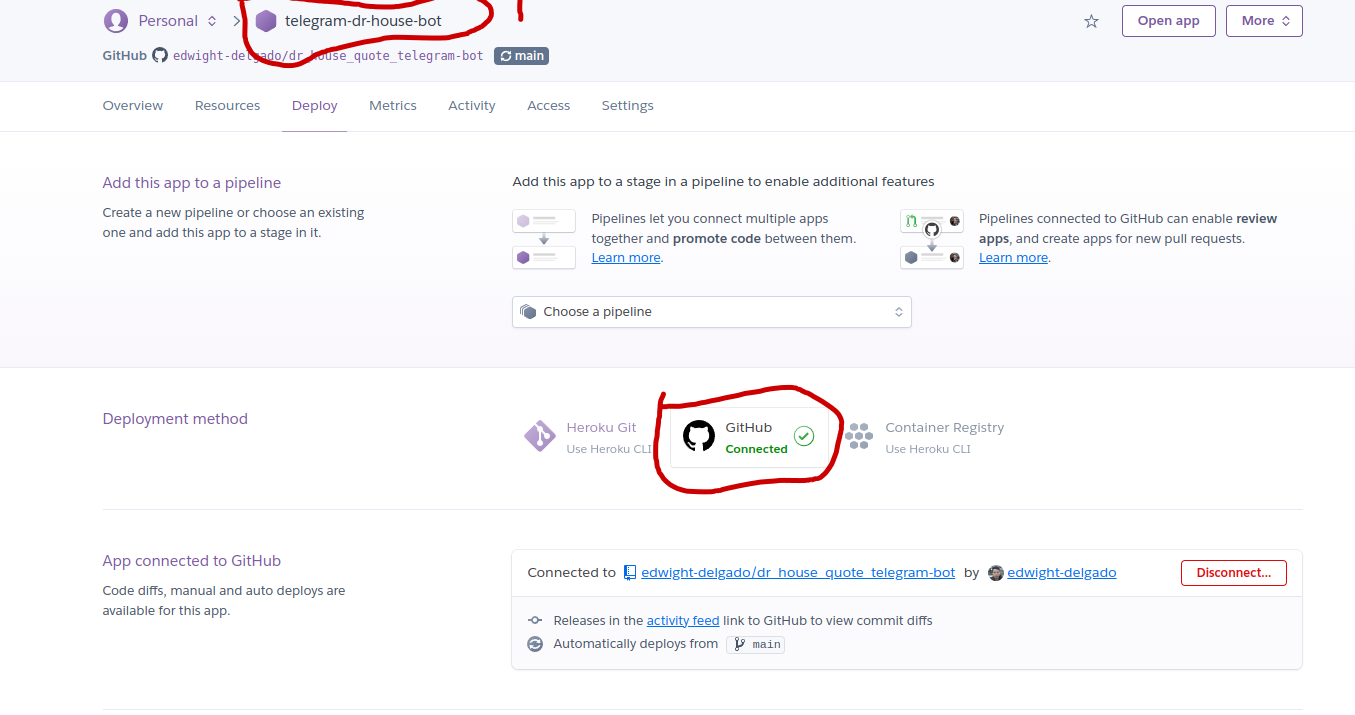 Personal telegram-dr-house-bot Open app More
GitHub edwight-delgado/dr_house_quote_telegram-bot main
Overview Resources Deploy Metrics Activity Access Settings
Add this app to a pipeline
Create a new pipeline or choose an existing
one and add this app to a stage in it.
Add this app to a stage in a pipeline to enable additional features
Pipelines let you connect multiple apps
together and promote code between them.
Learn more.
Pipelines connected to GitHub can enable review
apps, and create apps for new pull requests.
Learn more.
Choose a pipeline
Deployment method
Heroku Git
Use Heroku CLI
GitHub
Connected
Container Registry
Use Heroku CLI
App connected to GitHub
Code diffs, manual and auto deploys are
available for this app.
Connected to edwight-delgado/dr_house_quote_telegram-bot by edwight-delgado Disconnect...
Releases in the activity feed link to GitHub to view commit diffs
Automatically deploys from main